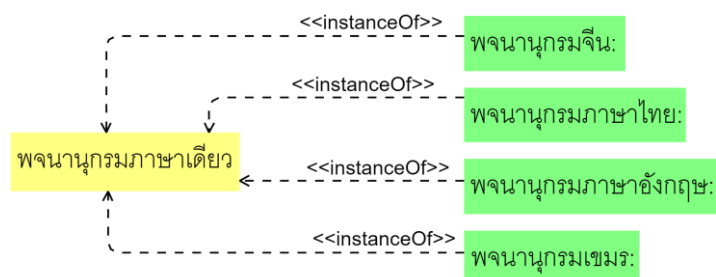 <<instanceOf>>
พจนานุกรมจีน:
<<instanceOf>>
พจนานุกรมภาษาไทย:
พจนานุกรมภาษาเดียว
<<instanceOf>>
พจนานุกรมภาษาอังกฤษ:
<<instanceOf>>
พจนานุกรมเขมร: